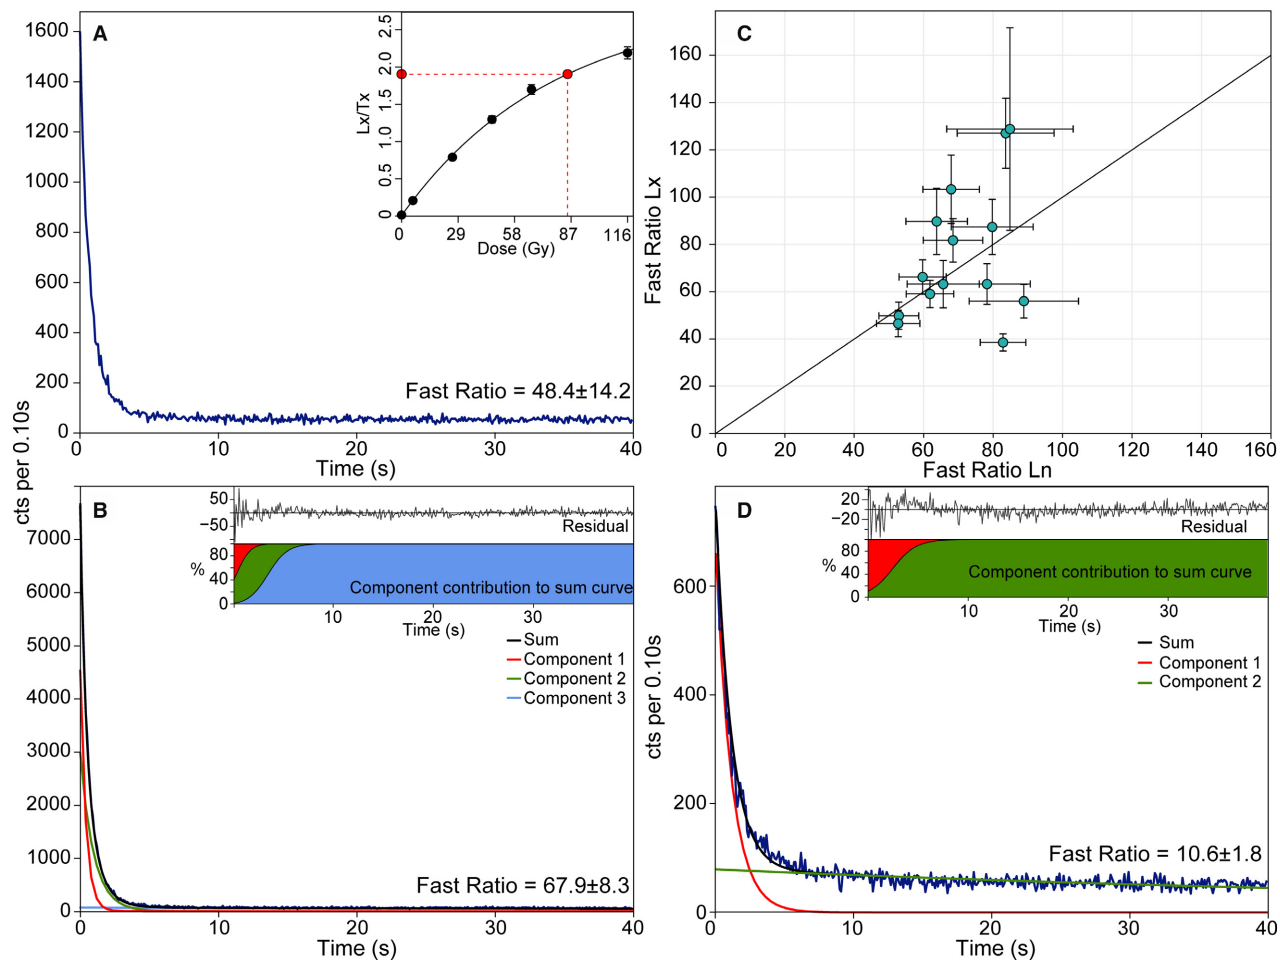 A
1600
1400
1200
1000
800
600
400
200
0
0
10
20
30
40
Time (s)
Fast Ratio = 48.4±14.2
2.5
2.0
1.5
1.0
0.5
0
Lx/Tx
0
29
58
87
116
Dose (Gy)
cts per 0.10s
C
160
140
120
100
80
60
40
20
0
Fast Ratio Lx
0
20
40
60
80
100
120
140
160
Fast Ratio Ln
B
7000
6000
5000
4000
3000
2000
1000
0
0
10
20
30
40
Time (s)
50
−50
Residual
80
40
0
%
Component contribution to sum curve
10
20
30
Time (s)
Sum
Component 1
Component 2
Component 3
Fast Ratio = 67.9±8.3
D
600
400
200
0
cts per 0.10s
0
10
20
30
40
Time (s)
20
−20
Residual
80
40
0
%
Component contribution to sum curve
10
20
30
Time (s)
Sum
Component 1
Component 2
Fast Ratio = 10.6±1.8